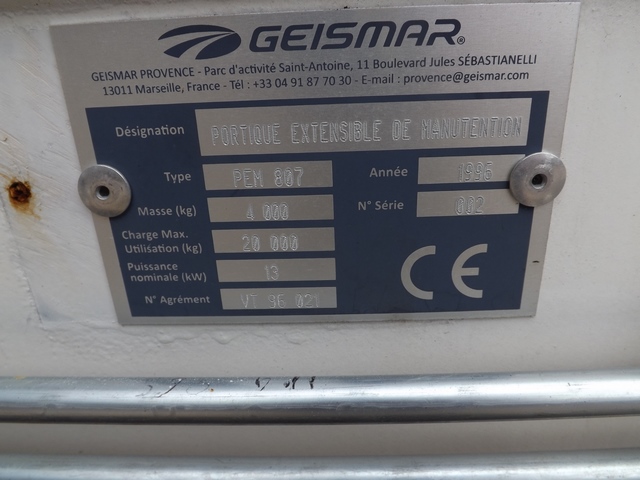 GEISMAR®
GEISMAR PROVENCE - Parc d'activité Saint-Antoine, 11 Boulevard Jules SÉBASTIANELLI
13011 Marseille, France - Tél : +33 04 91 87 70 30 - E-mail : provence@geismar.com
Désignation PORTIQUE EXTENSIBLE DE MANUTENTION
Type PEM 807 Année 1996
Masse (kg) 4 000 N° Série 002
Charge Max. Utilisation (kg) 20 000
Puissance nominale (kW) 13
N° Agrément VT 96 021
CE